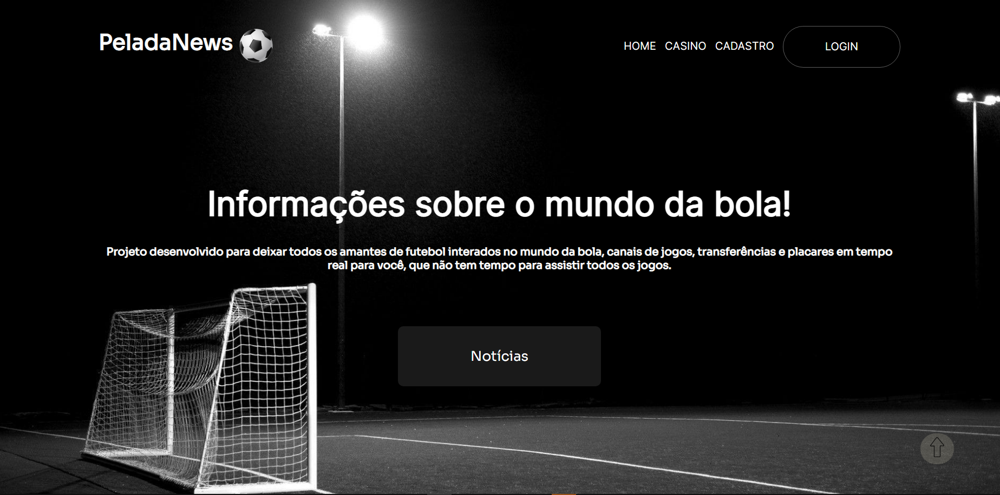 PeladaNews
HOME CASINO CADASTRO LOGIN
Informações sobre o mundo da bola!
Projeto desenvolvido para deixar todos os amantes de futebol interados no mundo da bola, canais de jogos, transferências e placares em tempo
real para você, que não tem tempo para assistir todos os jogos.
Notícias